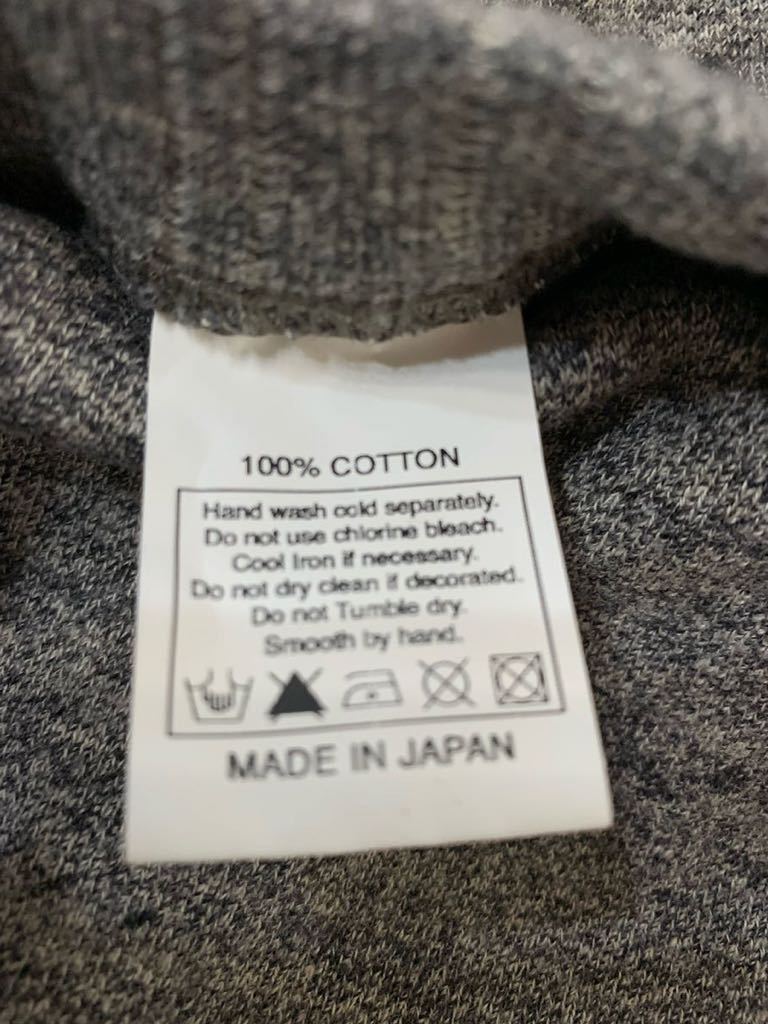 100% COTTON
Hand wash cold separately.
Do not use chlorine bleach.
Cool Iron if necessary.
Do not dry clean if decorated.
Do not Tumble dry.
Smooth by hand.
MADE IN JAPAN